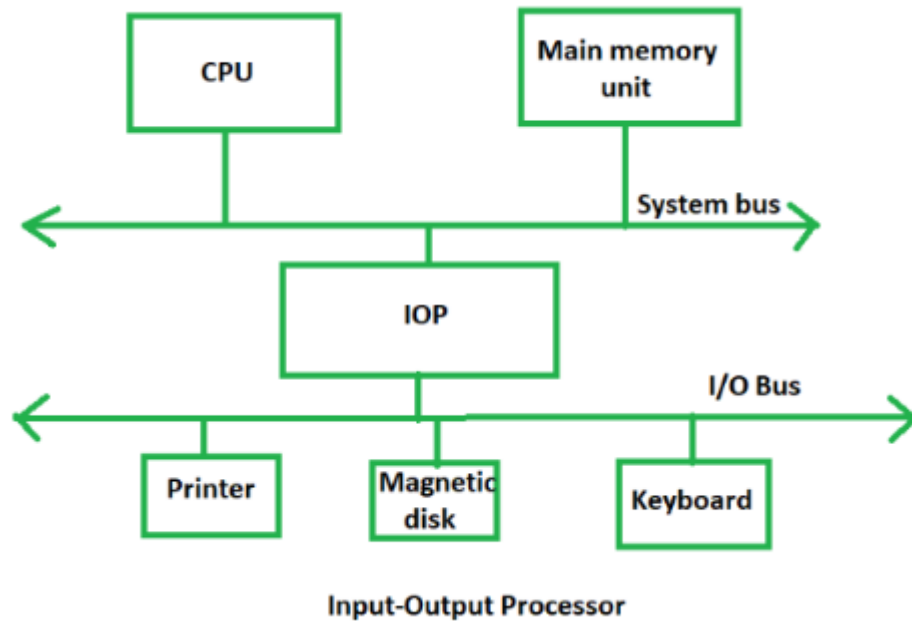 CPU
Main memory
unit
System bus
IOP
I/O Bus
Printer
Magnetic
disk
Keyboard
Input-Output Processor